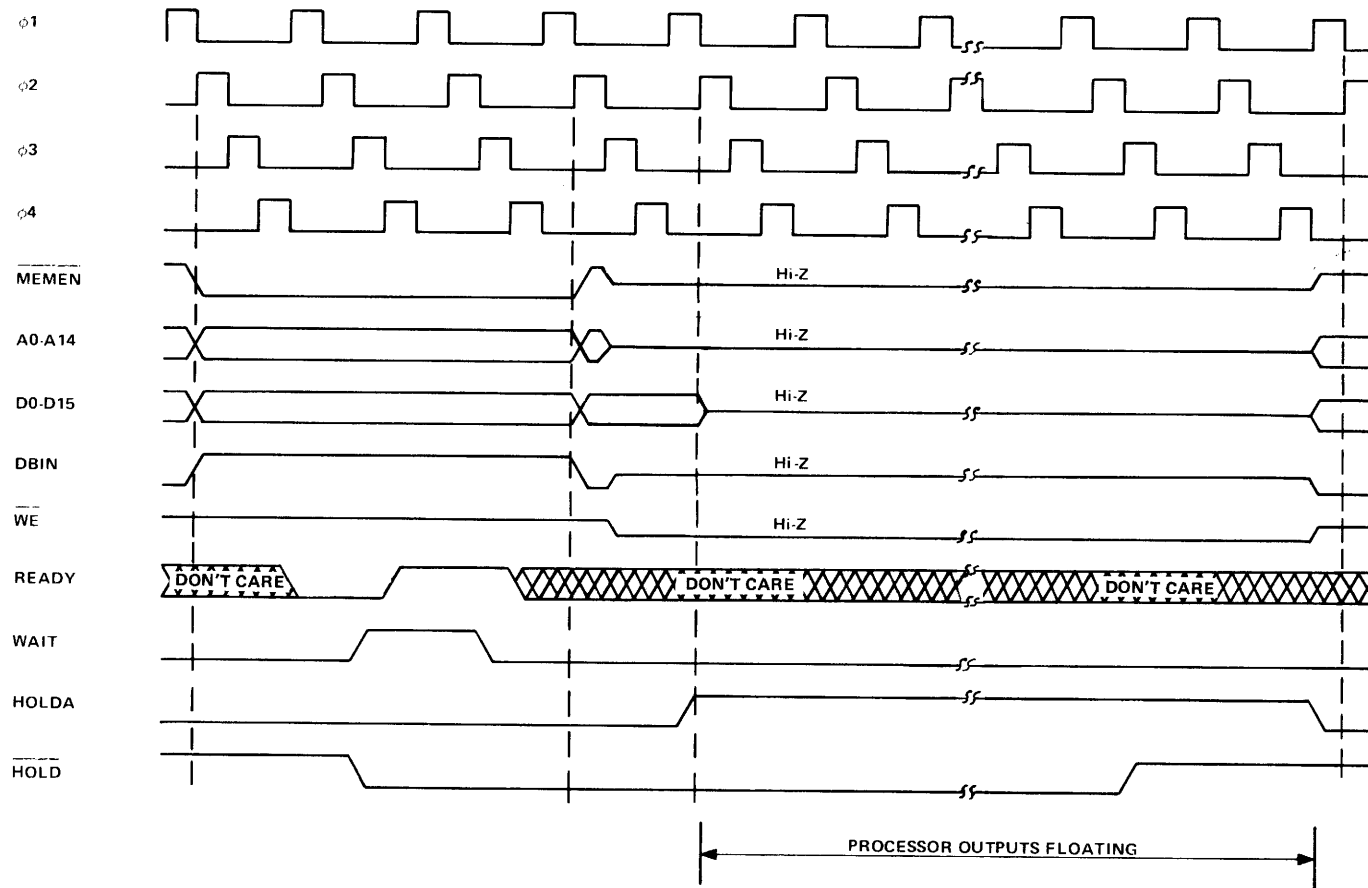 φ1
φ2
φ3
φ4
MEMEN Hi-Z
A0-A14 Hi-Z
D0-D15 Hi-Z
DBIN Hi-Z
WE Hi-Z
READY DON'T CARE DON'T CARE DON'T CARE
WAIT
HOLDA
HOLD
PROCESSOR OUTPUTS FLOATING